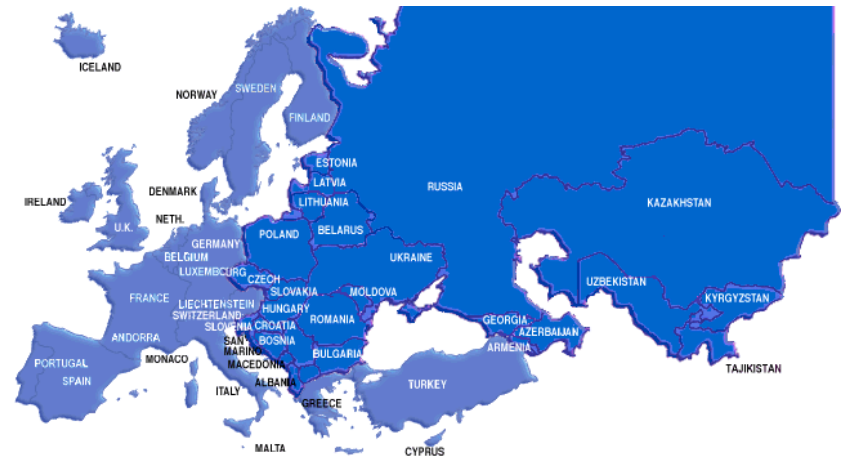 ICELAND
NORWAY
SWEDEN
FINLAND
ESTONIA
LATVIA
LITHUANIA
RUSSIA
KAZAKHSTAN
IRELAND
DENMARK
NETH.
U.K.
BELARUS
POLAND
GERMANY
BELGIUM
LUXEMBOURG
UKRAINE
CZECH
SLOVAKIA
MOLDOVA
UZBEKISTAN
KYRGYZSTAN
FRANCE
LIECHTENSTEIN
SWITZERLAND
HUNGARY
ROMANIA
SLOVENIA
CROATIA
GEORGIA
AZERBAIJAN
ANDORRA
SAN
MARINO
BOSNIA
ARMENIA
MONACO
BULGARIA
PORTUGAL
SPAIN
MACEDONIA
TAJIKISTAN
ITALY
ALBANIA
TURKEY
GREECE
MALTA
CYPRUS